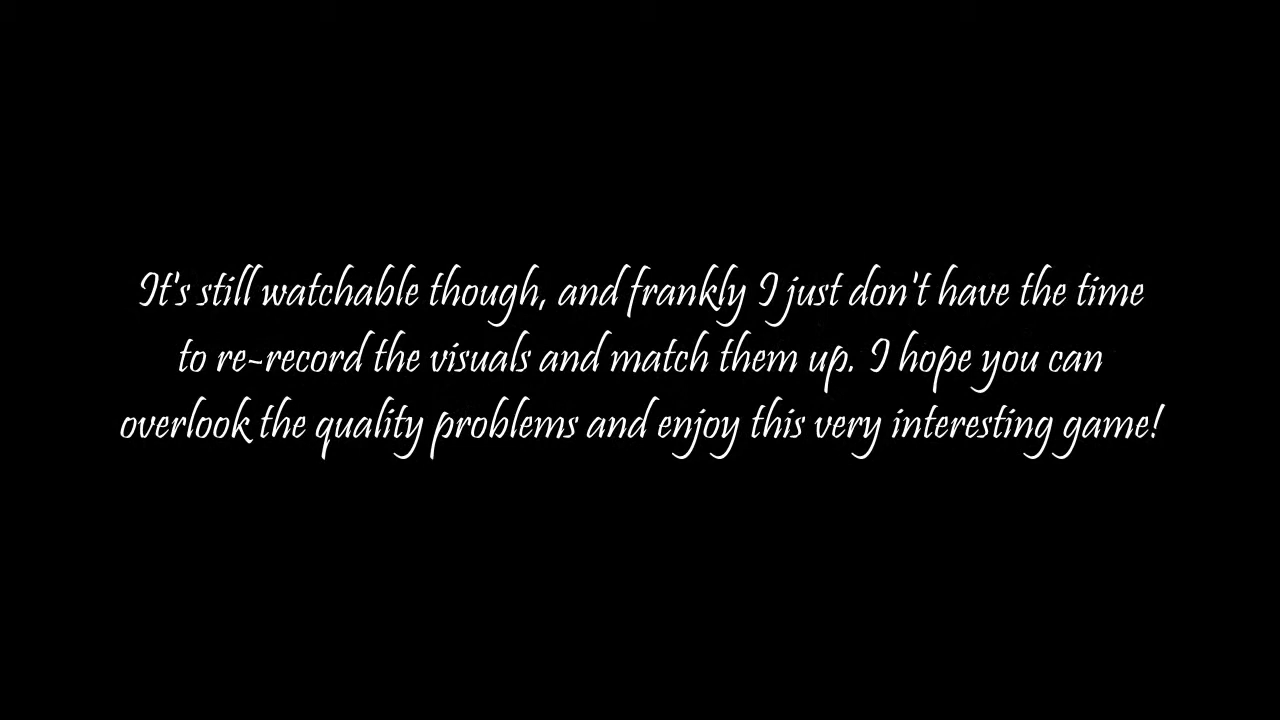 It's still watchable though, and frankly I just don't have the time
to re-record the visuals and match them up. I hope you can
overlook the quality problems and enjoy this very interesting game!